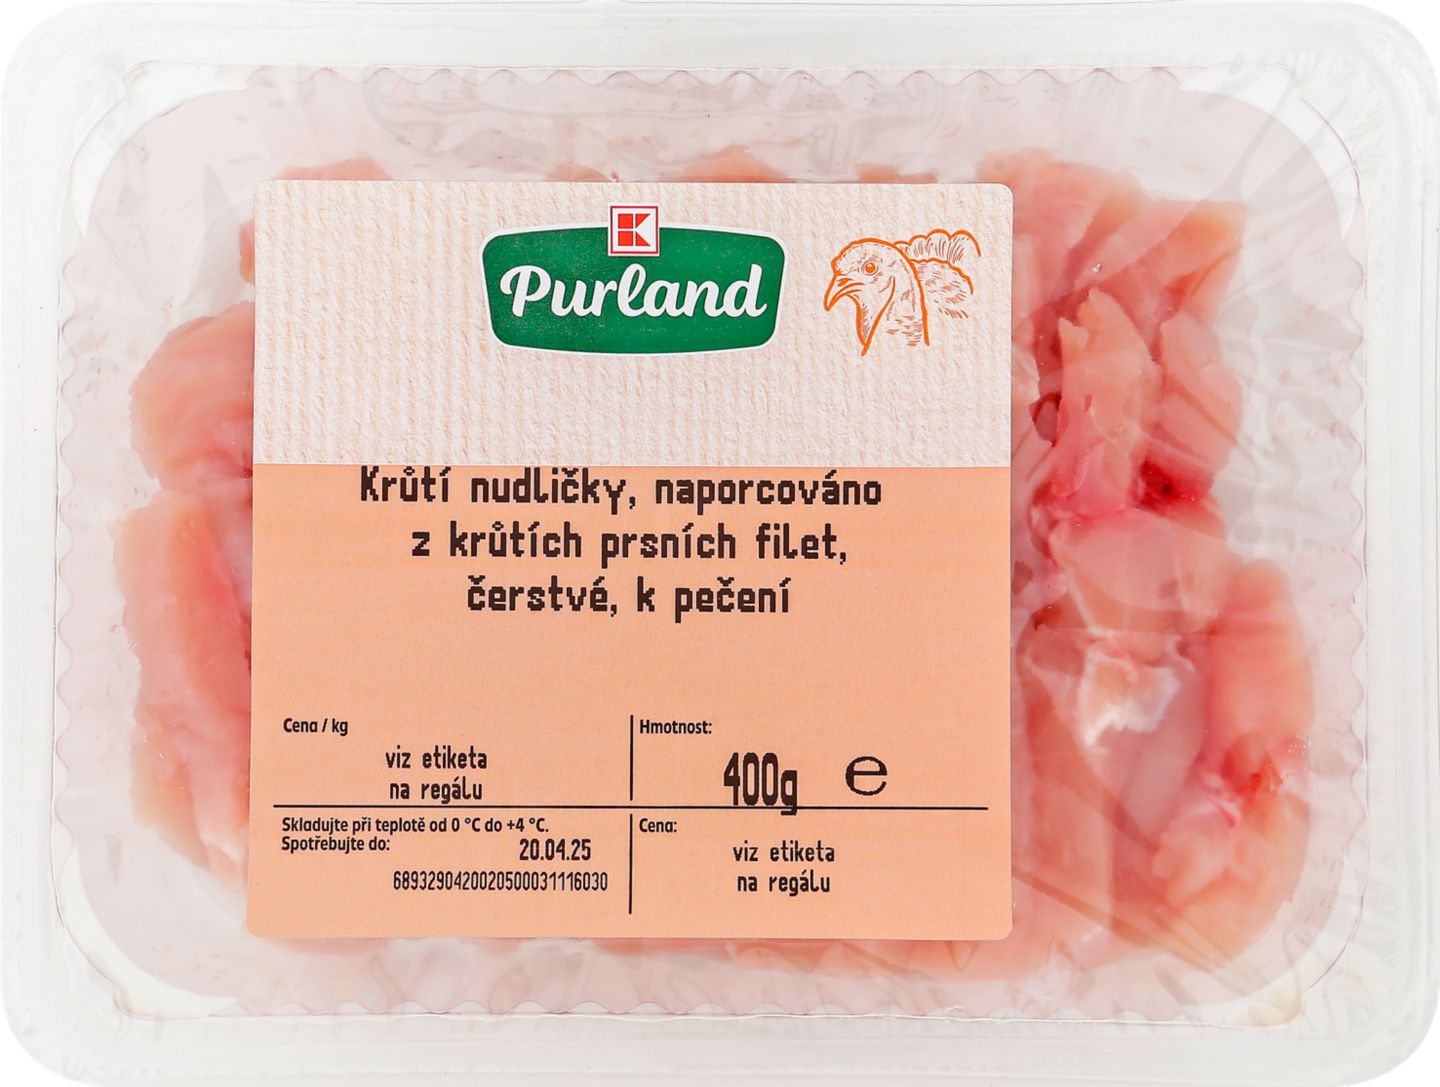 K
Purland
Krůtí nudličky, naporcováno
z krůtích prsních filet,
čerstvé, k pečení
Cena / kg
viz etiketa
na regálu
Hmotnost:
400g e
Skladujte při teplotě od 0 °C do +4 °C.
Spotřebujte do:
20.04.25
689329042002050031116030
Cena:
viz etiketa
na regálu